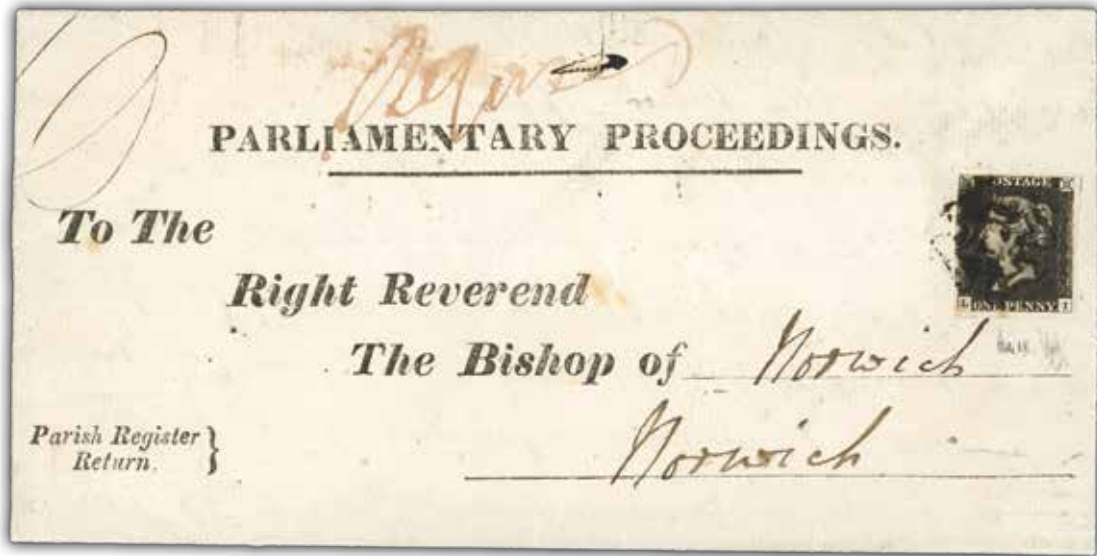 PARLIAMENTARY PROCEEDINGS.
To The
Right Reverend
The Bishop of Norwich
Norwich
Parish Register
Return.
POSTAGE
L ONE PENNY I